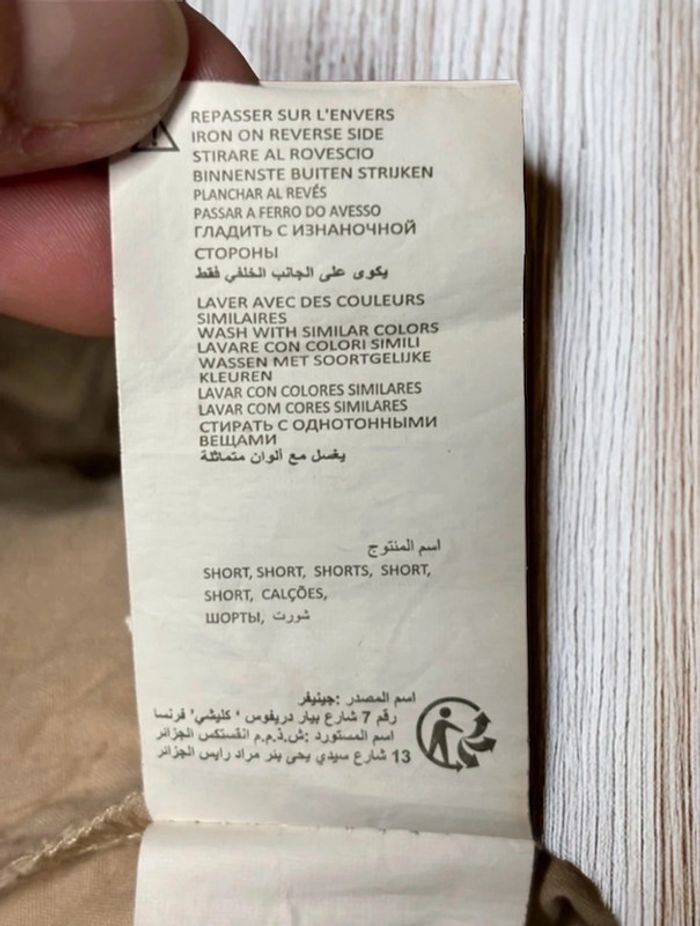 REPASSER SUR L'ENVERS
IRON ON REVERSE SIDE
STIRARE AL ROVESCIO
BINNENSTE BUITEN STRIJKEN
PLANCHAR AL REVÉS
PASSAR A FERRO DO AVESSO
ГЛАДИТЬ С ИЗНАНОЧНОЙ
СТОРОНЫ
يكوى على الجانب الخلفي فقط
LAVER AVEC DES COULEURS
SIMILAIRES
WASH WITH SIMILAR COLORS
LAVARE CON COLORI SIMILI
WASSEN MET SOORTGELIJKE
KLEUREN
LAVAR CON COLORES SIMILARES
LAVAR COM CORES SIMILARES
СТИРАТЬ С ОДНОТОННЫМИ
ВЕЩАМИ
يغسل مع ألوان متماثلة
اسم المنتوج
SHORT, SHORT, SHORTS, SHORT,
SHORT, CALÇÕES,
ШОРТЫ, شورت
اسم المصدر :جينيفر
رقم 7 شارع بيار دريفوس ' كليشي' فرنسا
اسم المستورد :ش.ذ.م.م انفستكس الجزائر
13 شارع سيدي يحى بئر مراد رايس الجزائر